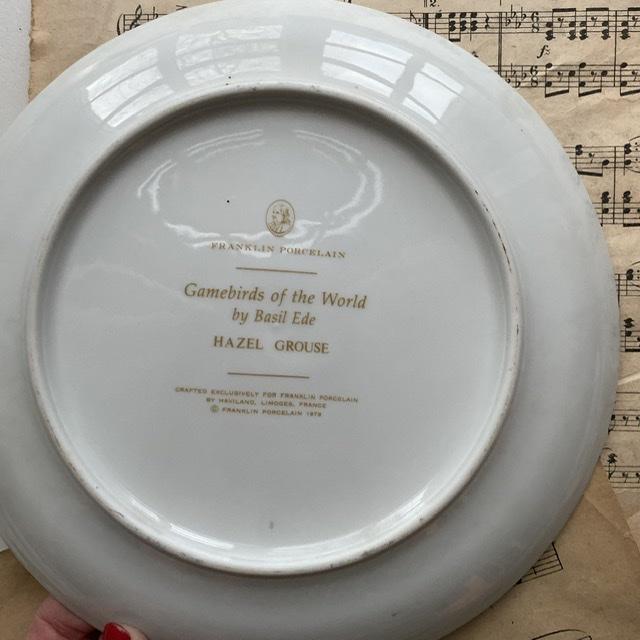 FRANKLIN PORCELAIN
Gamebirds of the World
by Basil Ede
HAZEL GROUSE
CRAFTED EXCLUSIVELY FOR FRANKLIN PORCELAIN
BY HAVILAND, LIMOGES, FRANCE
© FRANKLIN PORCELAIN 1979